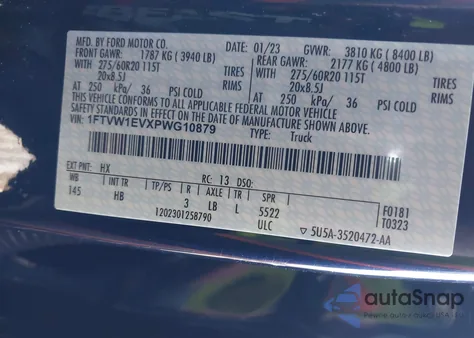 MFD. BY FORD MOTOR CO.
01/23 GVWR: 3810 KG (8400 LB)
FRONT GAWR: 1787 KG (3940 LB) REAR GAWR: 2177 KG (4800 LB)
WITH 275/60R20 115T TIRES WITH 275/60R20 115T TIRES
20x8.5J RIMS 20x8.5J RIMS
AT 250 kPa/ 36 PSI COLD AT 250 kPa/ 36 PSI COLD
THIS VEHICLE CONFORMS TO ALL APPLICABLE FEDERAL MOTOR VEHICLE
SAFETY STANDARDS IN EFFECT ON THE DATE OF MANUFACTURE SHOWN ABOVE.
VIN: 1FTVW1EVXPWG10879 TYPE: Truck
EXT PNT: HX RC: 13 DSO:
WB INT TR TP/PS R AXLE TR SPR
145 HB 3 LB L 5522 F0181
1202301258790 ULC T0323
▽ 5U5A-3520472-AA
autoSnap